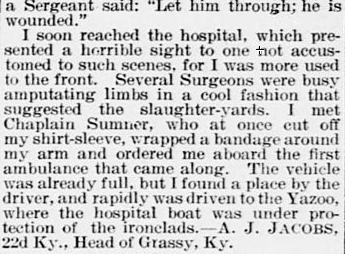 a Sergeant said: "Let him through; he is
wounded."
I soon reached the hospital, which pre-
sented a horrible sight to one not accus-
tomed to such scenes, for I was more used
to the front. Several Surgeons were busy
amputating limbs in a cool fashion that
suggested the slaughter-yards. I met
Chaplain Sumner, who at once cut off
my shirt-sleeve, wrapped a bandage around
my arm and ordered me aboard the first
ambulance that came along. The vehicle
was already full, but I found a place by the
driver, and rapidly was driven to the Yazoo,
where the hospital boat was under pro-
tection of the ironclads.—A. J. JACOBS,
22d Ky., Head of Grassy, Ky.